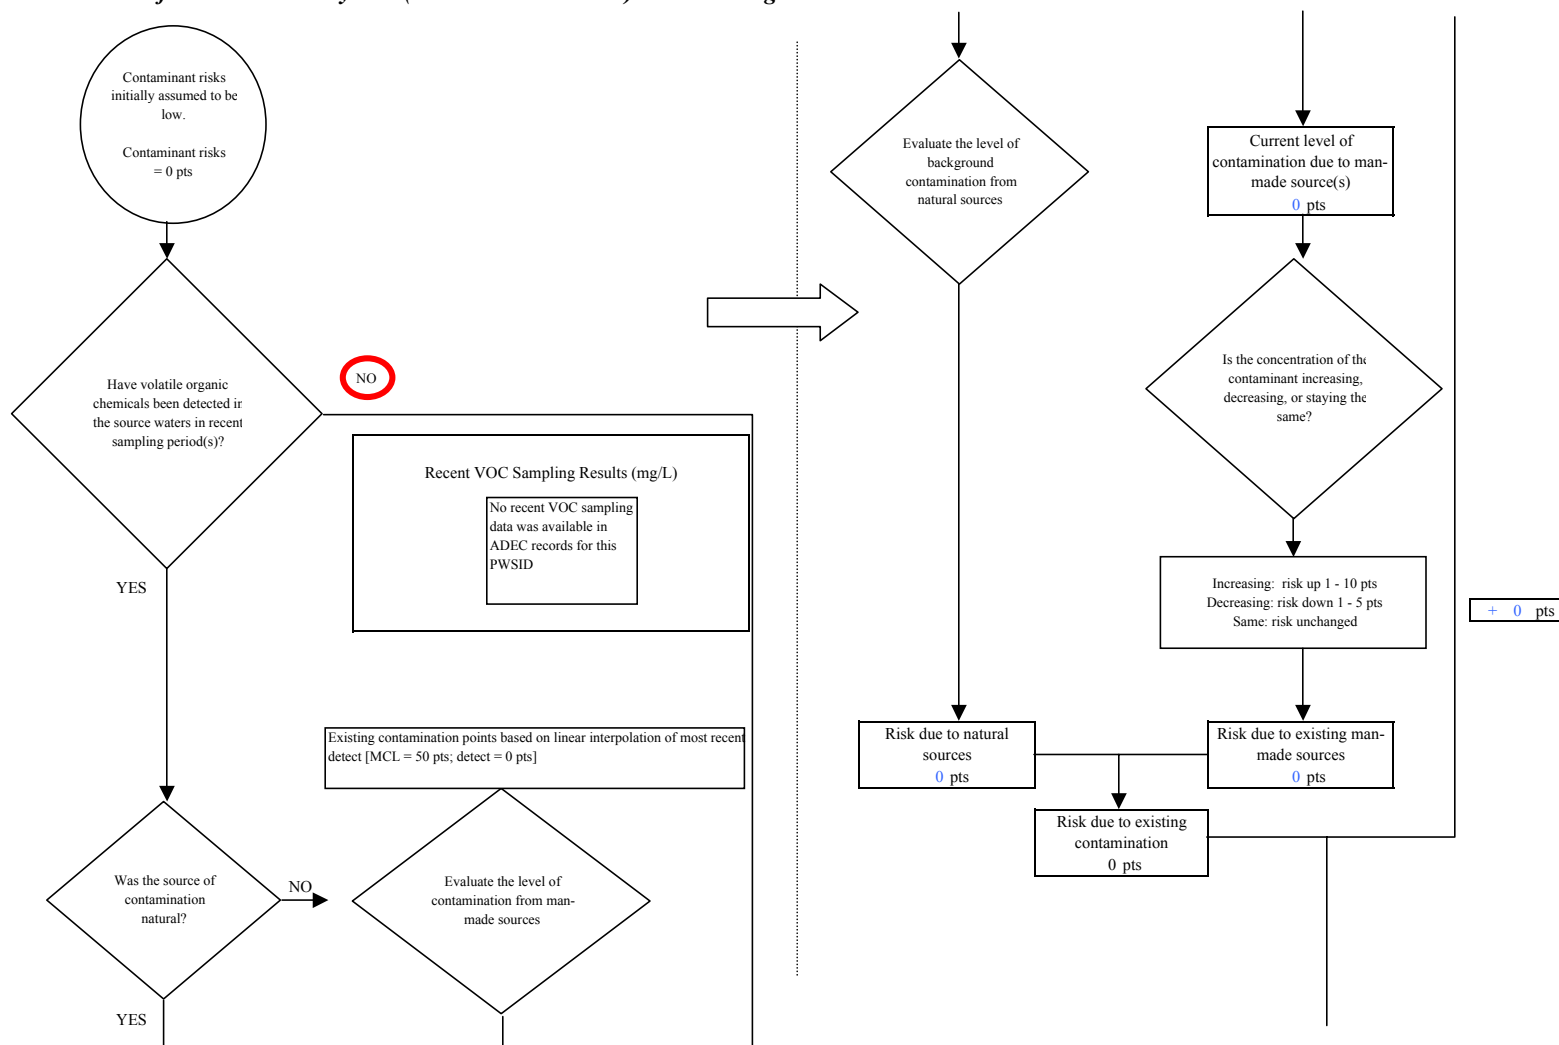 Contaminant risks
initially assumed to be
low.
Contaminant risks
= 0 pts
Have volatile organic
chemicals been detected in
the source waters in recent
sampling period(s)?
NO
Recent VOC Sampling Results (mg/L)
No recent VOC sampling
data was available in
ADEC records for this
PWSID
YES
Existing contamination points based on linear interpolation of most recent
detect [MCL = 50 pts; detect = 0 pts]
Was the source of
contamination
natural?
NO
Evaluate the level of
contamination from man-
made sources
YES
Evaluate the level of
background
contamination from
natural sources
Current level of
contamination due to man-
made source(s)
0 pts
Is the concentration of the
contaminant increasing,
decreasing, or staying the
same?
Increasing: risk up 1 - 10 pts
Decreasing: risk down 1 - 5 pts
Same: risk unchanged
+ 0 pts
Risk due to natural
sources
0 pts
Risk due to existing man-
made sources
0 pts
Risk due to existing
contamination
0 pts